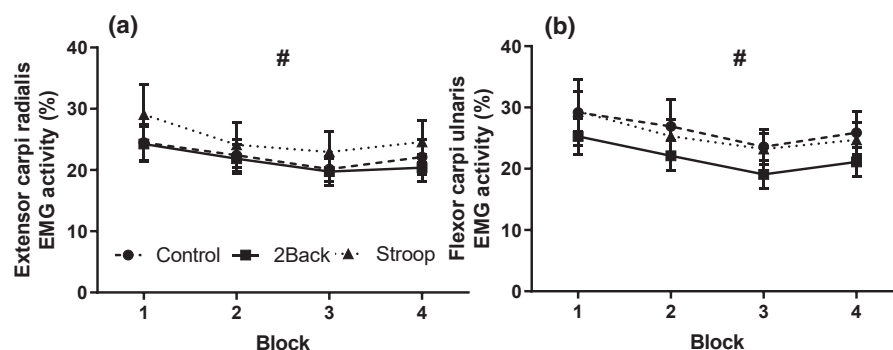 (a)
#
40
30
20
10
0
Extensor carpi radialis
EMG activity (%)
Control 2Back Stroop
1 2 3 4
Block
(b)
#
40
30
20
10
0
Flexor carpi ulnaris
EMG activity (%)
1 2 3 4
Block